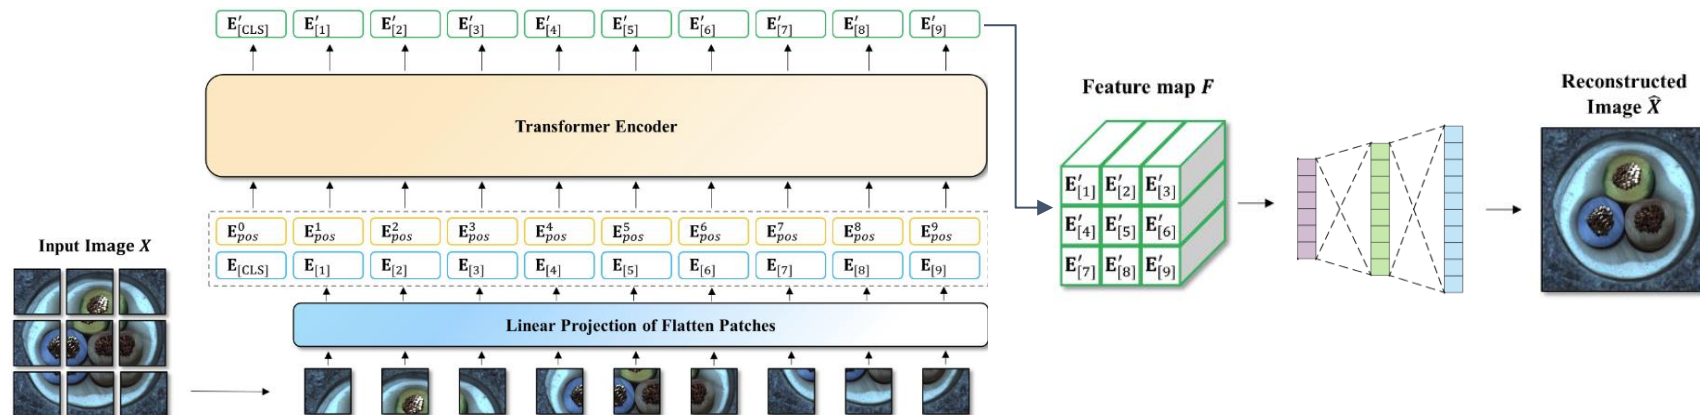 E′[CLS] E′[1] E′[2] E′[3] E′[4] E′[5] E′[6] E′[7] E′[8] E′[9]
Transformer Encoder
E⁰pos E¹pos E²pos E³pos E⁴pos E⁵pos E⁶pos E⁷pos E⁸pos E⁹pos
E[CLS] E[1] E[2] E[3] E[4] E[5] E[6] E[7] E[8] E[9]
Linear Projection of Flatten Patches
Input Image X
Feature map F
E′[1] E′[2] E′[3]
E′[4] E′[5] E′[6]
E′[7] E′[8] E′[9]
Reconstructed
Image X̂